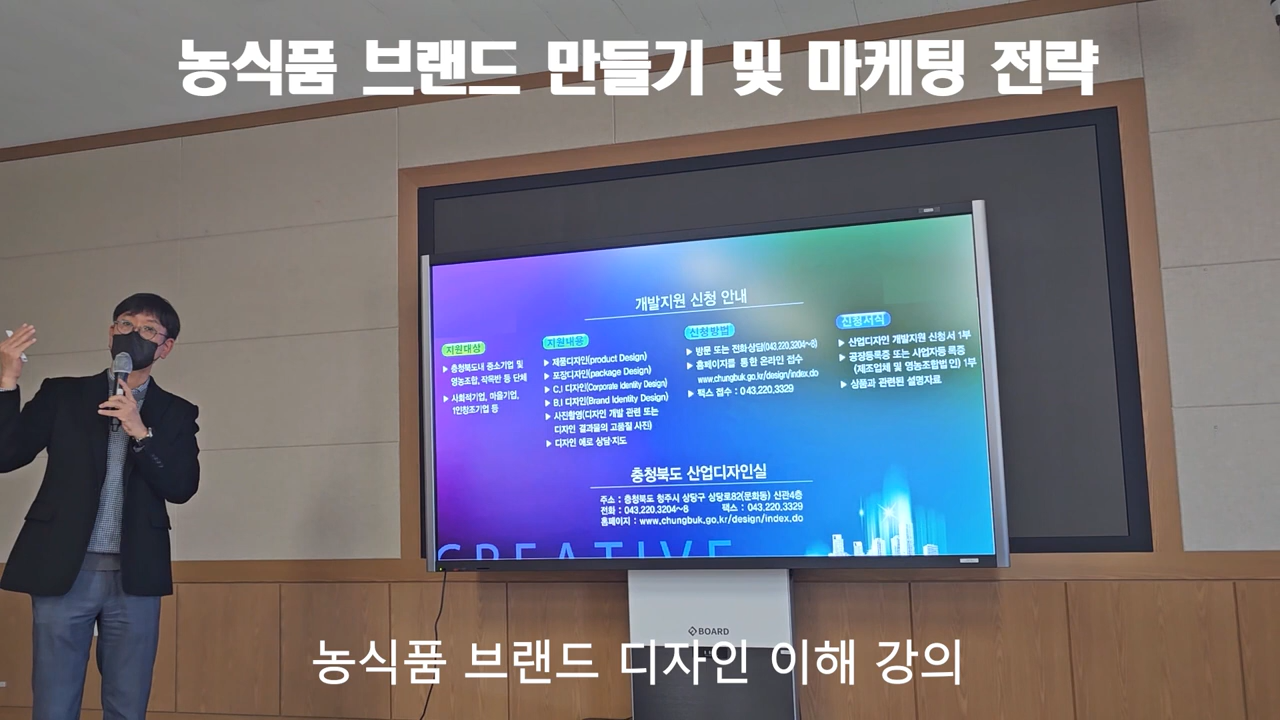 농식품 브랜드 만들기 및 마케팅 전략
개발지원 신청 안내
지원대상
▶ 충청북도내 중소기업 및
영농조합, 작목반 등 단체
▶ 사회적기업, 마을기업,
1인창조기업 등
지원내용
▶ 제품디자인(product Design)
▶ 포장디자인(package Design)
▶ C.I 디자인(Corporate Identity Design)
▶ B.I 디자인(Brand Identity Design)
▶ 사진촬영(디자인 개발 관련 또는
디자인 결과물의 고품질 사진)
▶ 디자인 애로 상담·지도
신청방법
▶ 방문 또는 전화상담(043.220.3204~8)
▶ 홈페이지를 통한 온라인 접수
www.chungbuk.go.kr/design/index.do
▶ 팩스 접수 : 043.220.3329
신청서식
▶ 산업디자인 개발지원 신청서 1부
▶ 공장등록증 또는 사업자등록증
(제조업체 및 영농조합법인) 1부
▶ 상품과 관련된 설명자료
충청북도 산업디자인실
주소 : 충청북도 청주시 상당구 상당로82(문화동) 신관4층
전화 : 043.220.3204~8 팩스 : 043.220.3329
홈페이지 : www.chungbuk.go.kr/design/index.do
CREATIVE
BOARD
농식품 브랜드 디자인 이해 강의